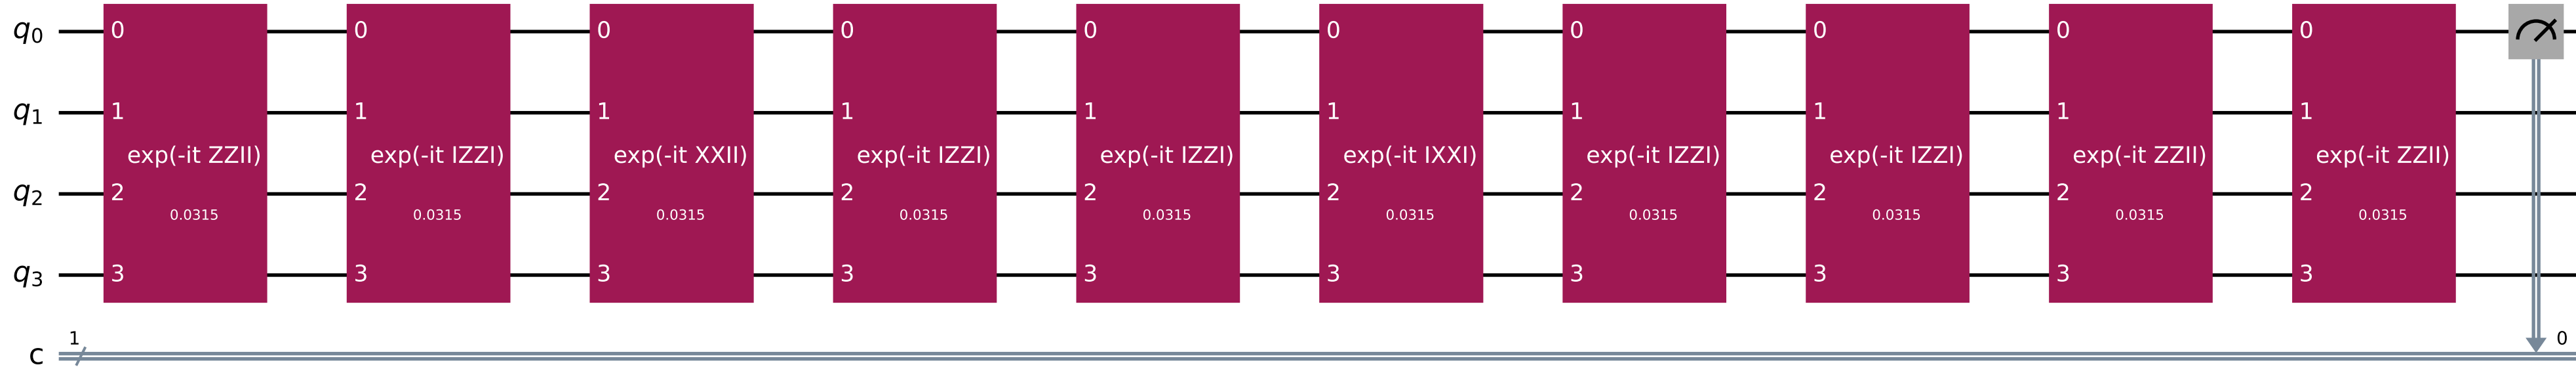 q0 0 0 0 0 0 0 0 0 0 0
q1 1 1 1 1 1 1 1 1 1 1
exp(-it ZZII) exp(-it IZZI) exp(-it XXII) exp(-it IZZI) exp(-it IZZI) exp(-it IXXI) exp(-it IZZI) exp(-it IZZI) exp(-it ZZII) exp(-it ZZII)
q2 2 2 2 2 2 2 2 2 2 2
0.0315 0.0315 0.0315 0.0315 0.0315 0.0315 0.0315 0.0315 0.0315 0.0315
q3 3 3 3 3 3 3 3 3 3 3
1 0
c